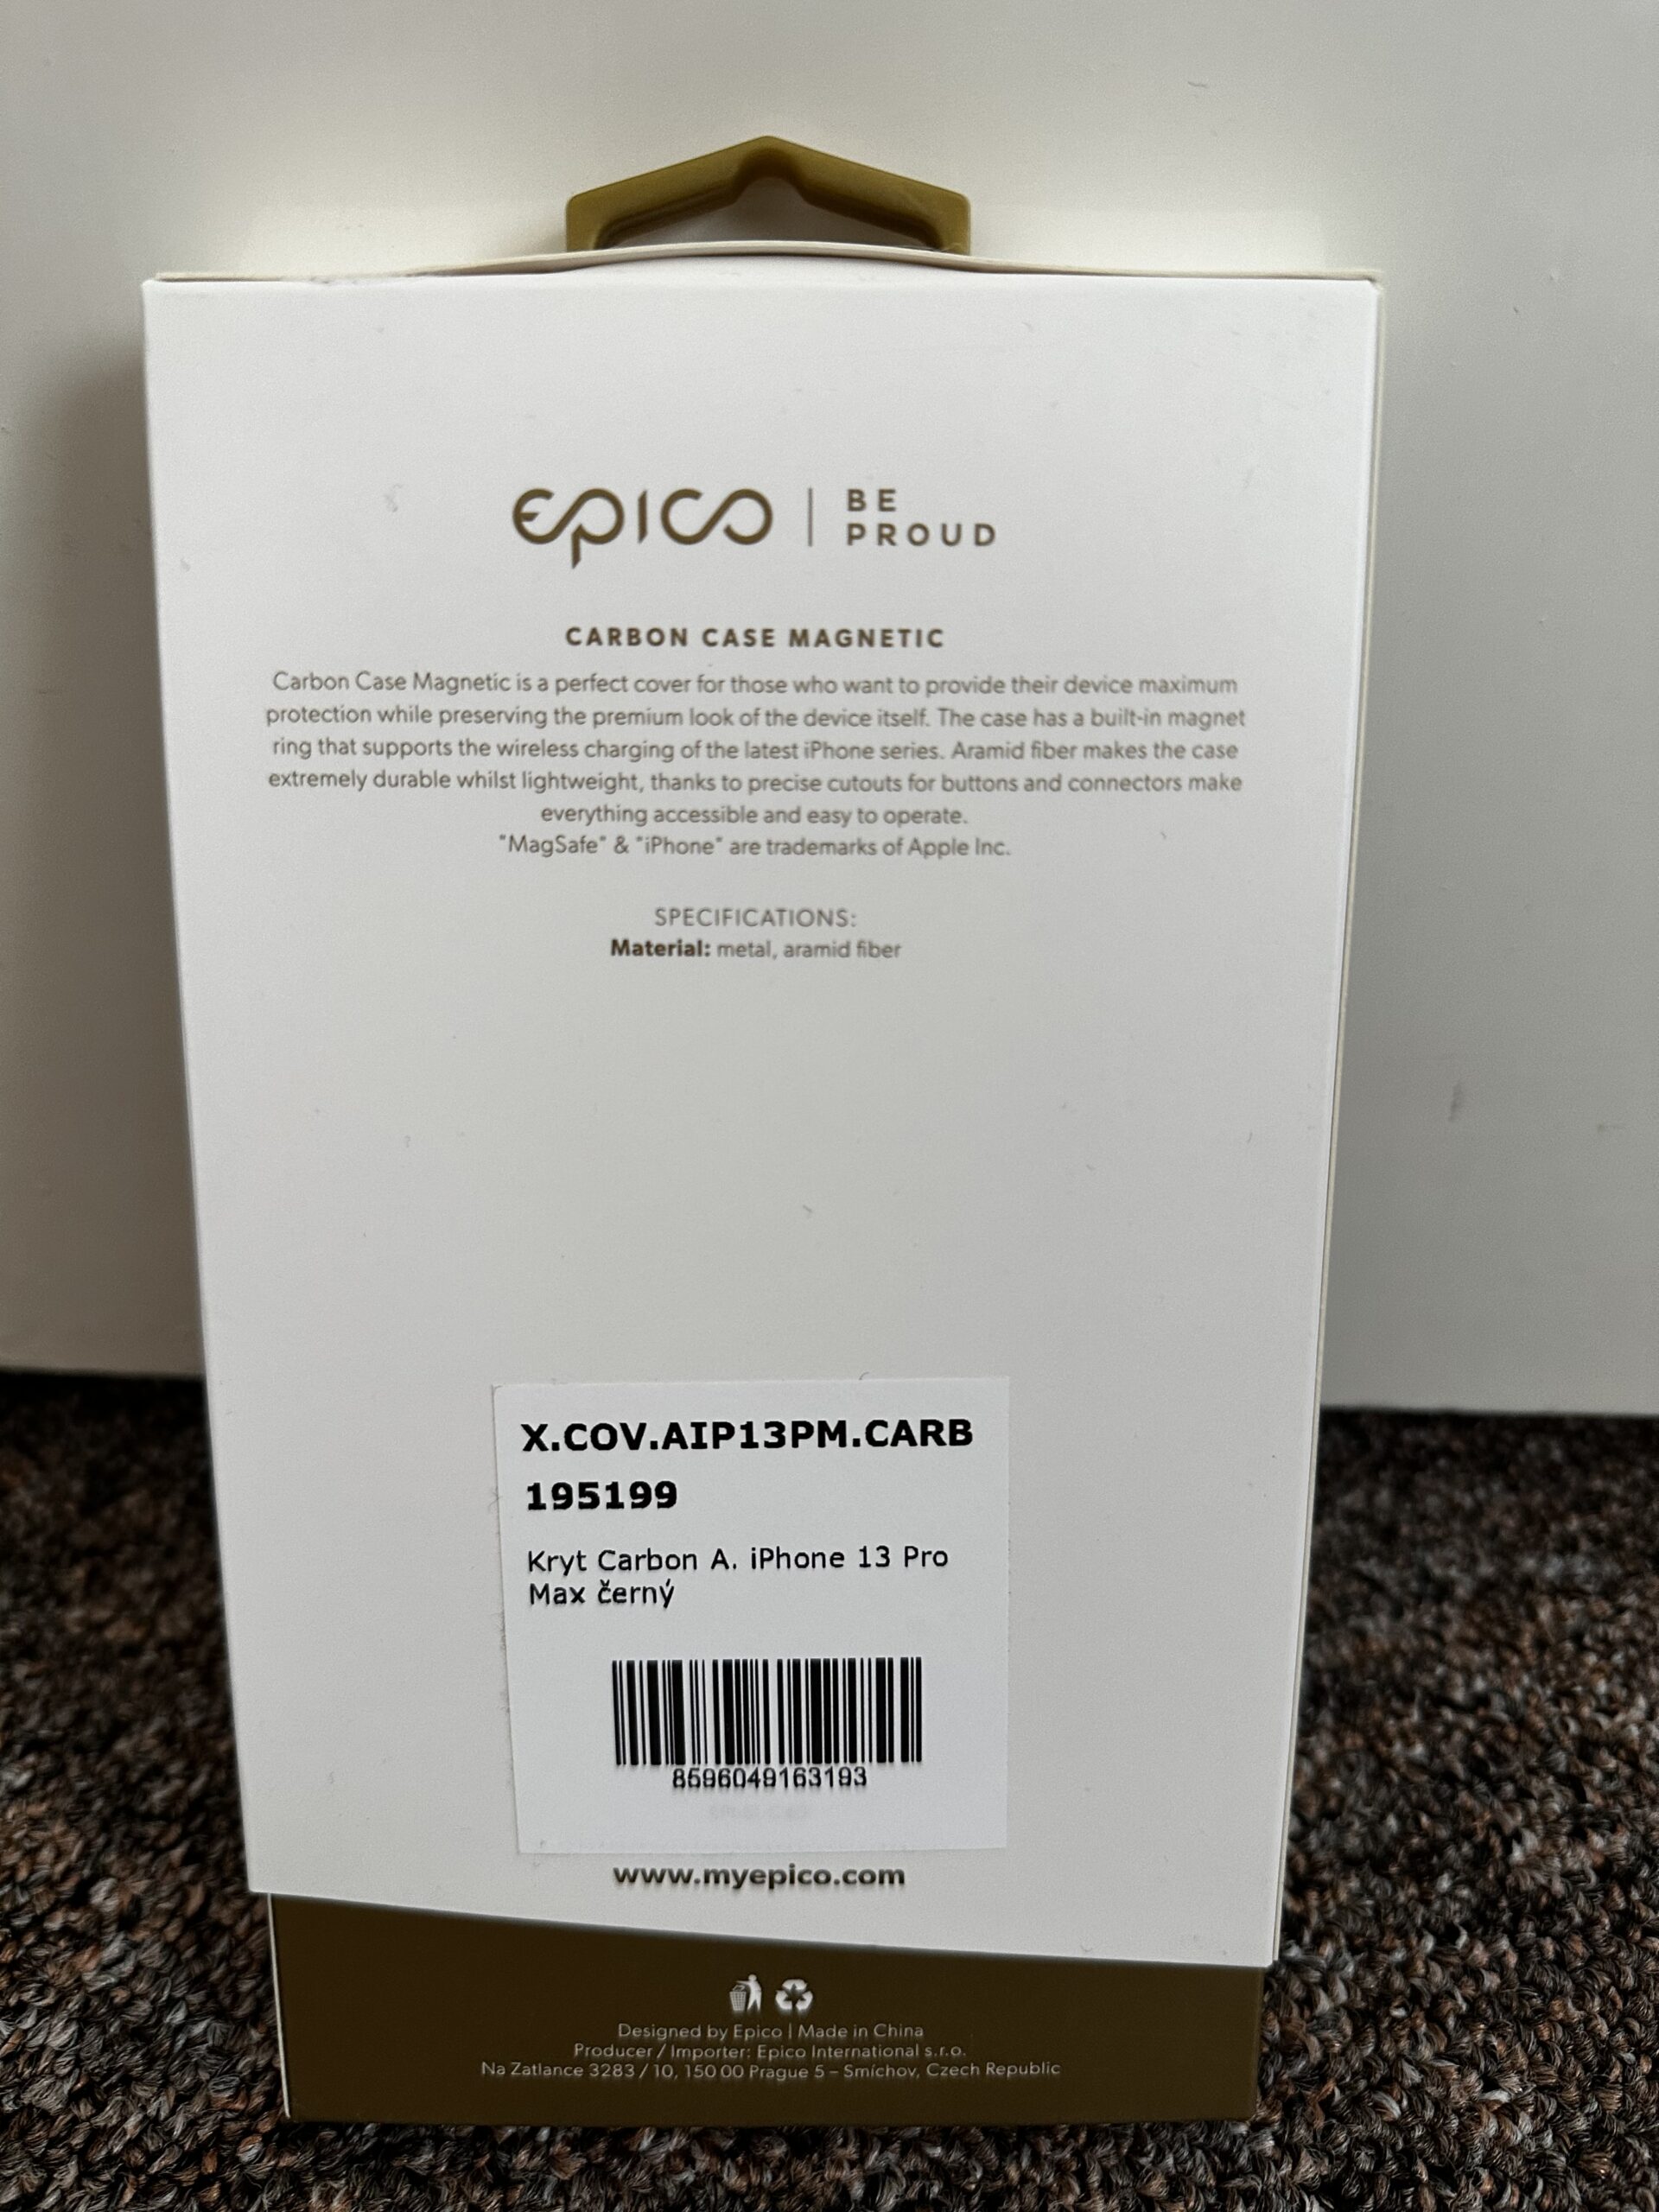 epico | BE PROUD
CARBON CASE MAGNETIC
Carbon Case Magnetic is a perfect cover for those who want to provide their device maximum
protection while preserving the premium look of the device itself. The case has a built-in magnet
ring that supports the wireless charging of the latest iPhone series. Aramid fiber makes the case
extremely durable whilst lightweight, thanks to precise cutouts for buttons and connectors make
everything accessible and easy to operate.
"MagSafe" & "iPhone" are trademarks of Apple Inc.
SPECIFICATIONS:
Material: metal, aramid fiber
X.COV.AIP13PM.CARB
195199
Kryt Carbon A. iPhone 13 Pro
Max černý
8596049163193
www.myepico.com
Designed by Epico | Made in China
Producer / Importer: Epico International s.r.o.
Na Zatlance 3283 / 10, 150 00 Prague 5 – Smíchov, Czech Republic